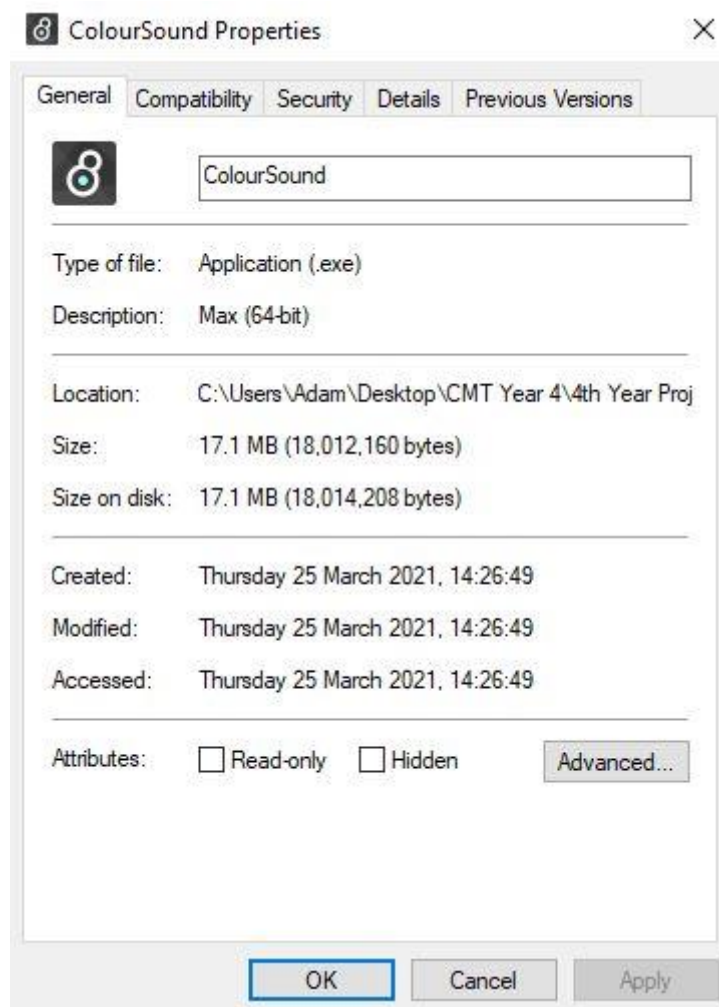 ColourSound Properties
General Compatibility Security Details Previous Versions
ColourSound
Type of file: Application (.exe)
Description: Max (64-bit)
Location: C:\Users\Adam\Desktop\CMT Year 4\4th Year Proj
Size: 17.1 MB (18,012,160 bytes)
Size on disk: 17.1 MB (18,014,208 bytes)
Created: Thursday 25 March 2021, 14:26:49
Modified: Thursday 25 March 2021, 14:26:49
Accessed: Thursday 25 March 2021, 14:26:49
Attributes: Read-only Hidden Advanced...
OK Cancel Apply